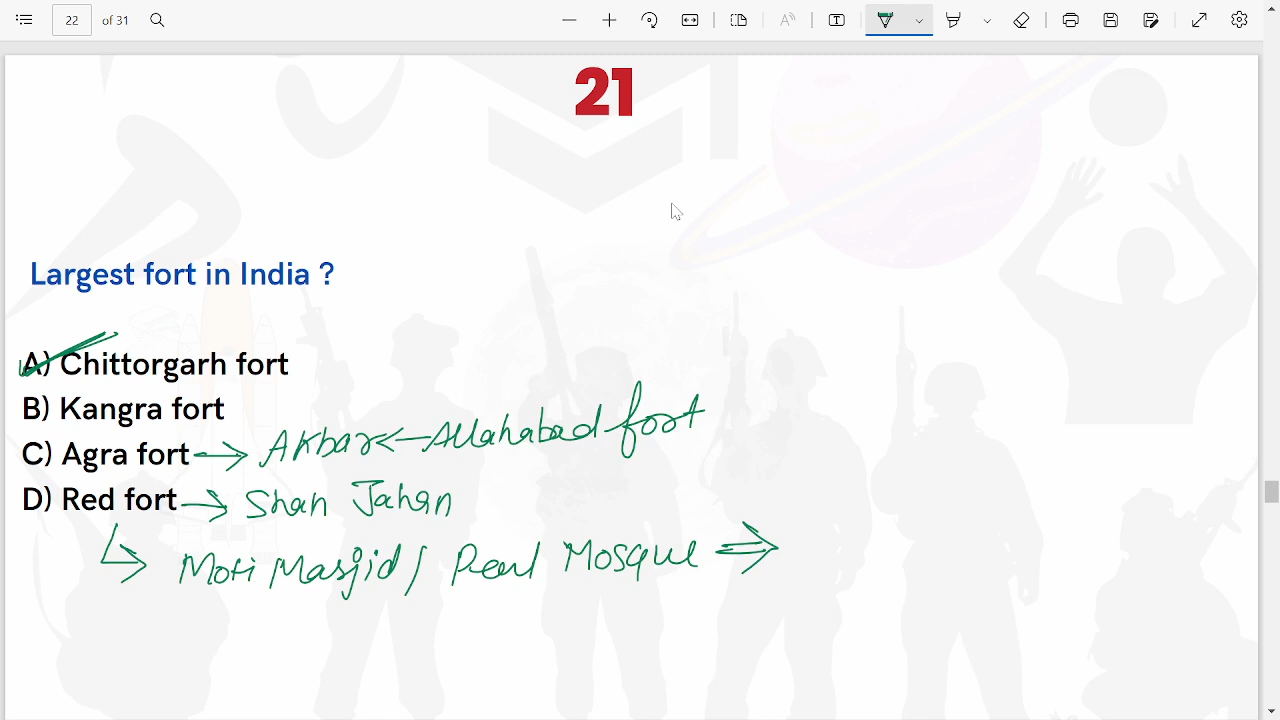 22 of 31
21
Largest fort in India ?
A) Chittorgarh fort
B) Kangra fort
C) Agra fort → Akbar ← Allahabad fort
D) Red fort → Shah Jahan
↳ Moti Masjid / Pearl Mosque ⇒